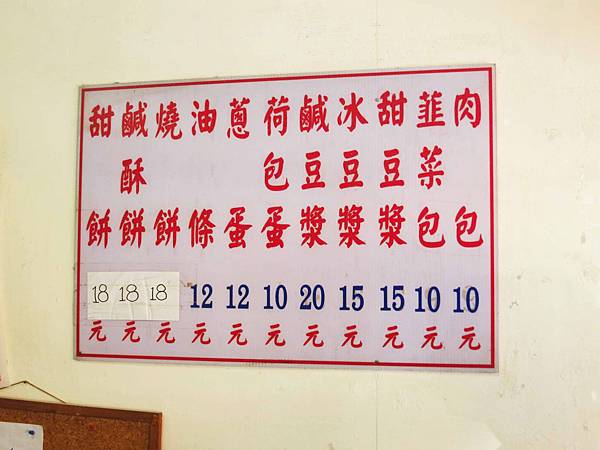 肉包10元
韮菜包10元
甜豆漿15元
冰豆漿15元
鹹豆漿20元
荷包蛋10元
蔥蛋12元
油條12元
燒餅18元
鹹酥餅18元
甜餅18元